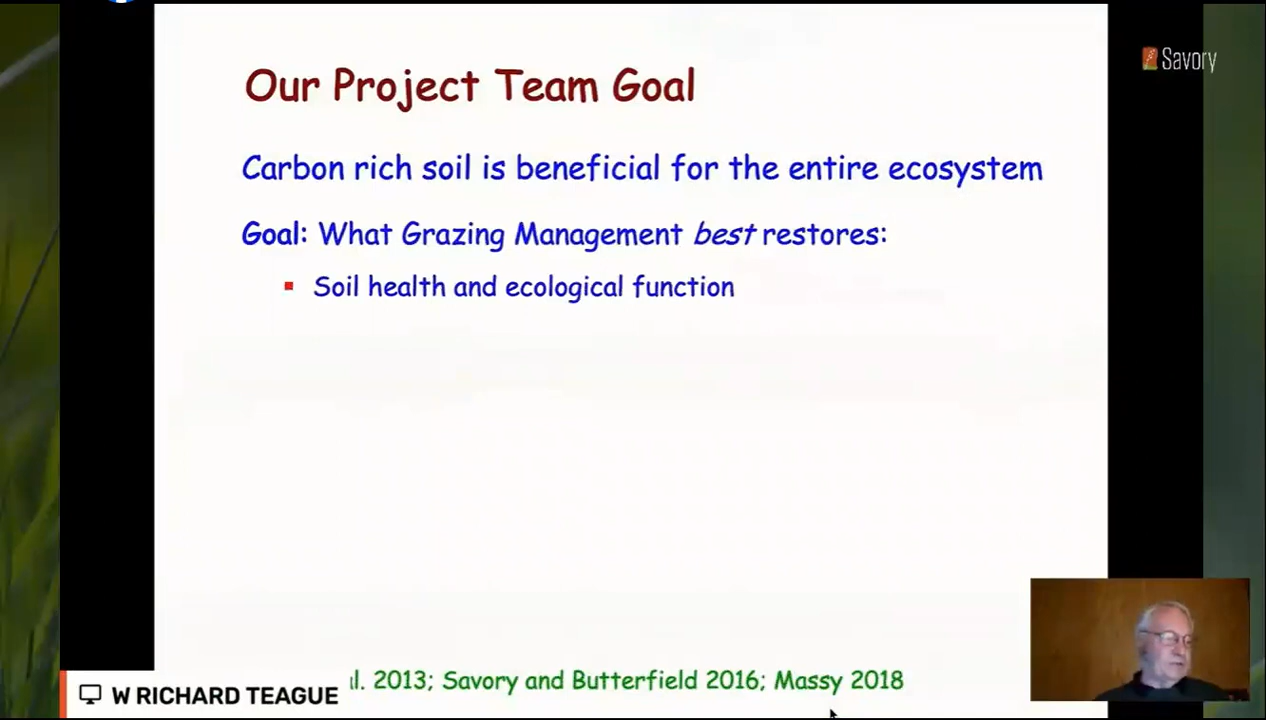 Our Project Team Goal
Savory
Carbon rich soil is beneficial for the entire ecosystem
Goal: What Grazing Management best restores:
Soil health and ecological function
l. 2013; Savory and Butterfield 2016; Massy 2018
W RICHARD TEAGUE